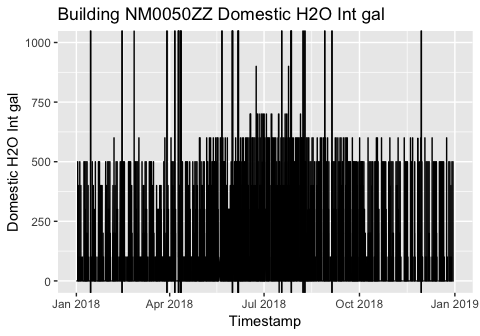 Building NM0050ZZ Domestic H2O Int gal
Domestic H2O Int gal
1000
750
500
250
0
Jan 2018 Apr 2018 Jul 2018 Oct 2018 Jan 2019
Timestamp